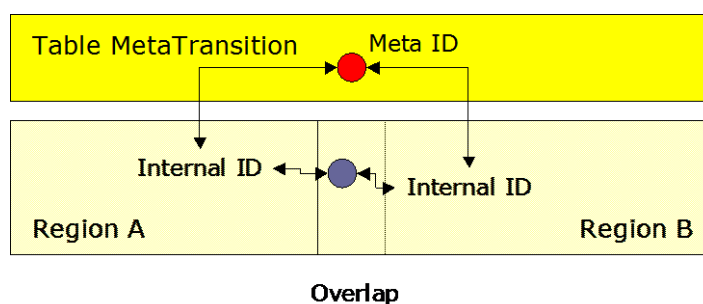 Table MetaTransition
Meta ID
Internal ID
Internal ID
Region A
Region B
Overlap